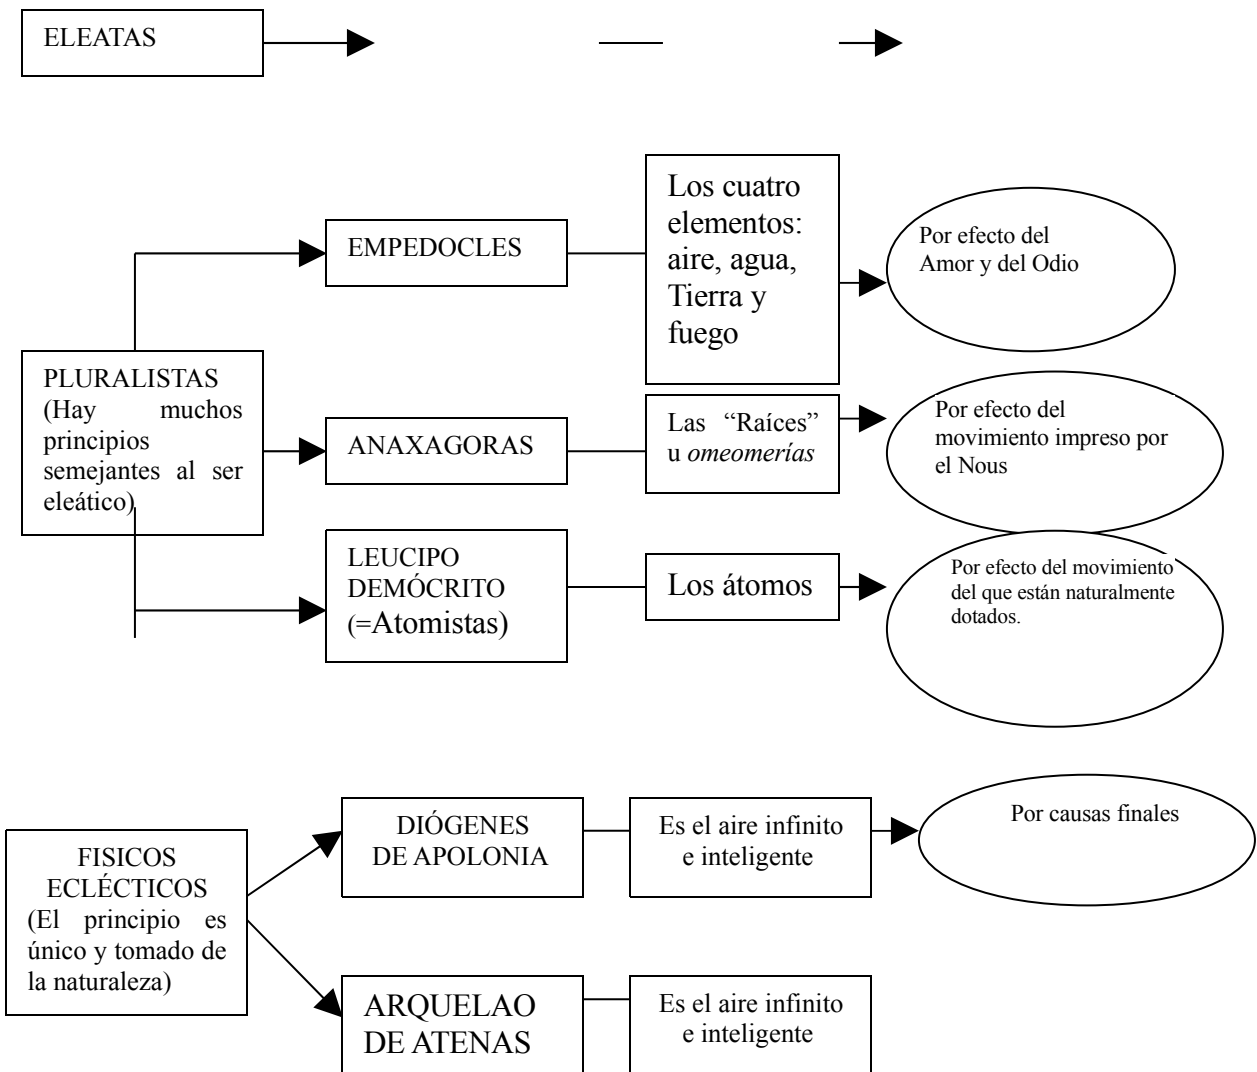 ELEATAS
EMPEDOCLES
Los cuatro
elementos:
aire, agua,
Tierra y
fuego
Por efecto del
Amor y del Odio
PLURALISTAS
(Hay muchos
principios
semejantes al ser
eleático)
ANAXAGORAS
Las “Raíces”
u omeomerías
Por efecto del
movimiento impreso por
el Nous
LEUCIPO
DEMÓCRITO
(=Atomistas)
Los átomos
Por efecto del movimiento
del que están naturalmente
dotados.
FISICOS
ECLÉCTICOS
(El principio es
único y tomado de
la naturaleza)
DIÓGENES
DE APOLONIA
Es el aire infinito
e inteligente
Por causas finales
ARQUELAO
DE ATENAS
Es el aire infinito
e inteligente